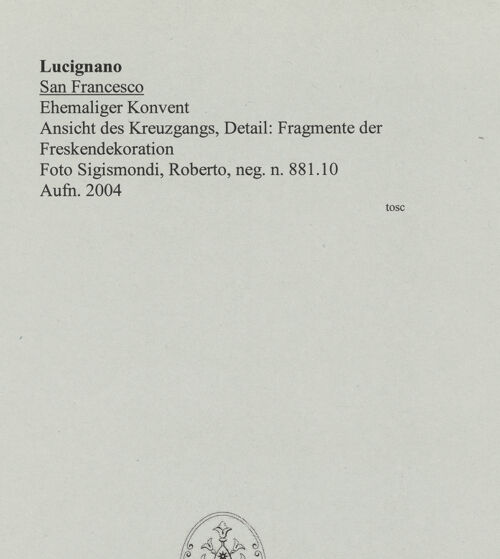 Lucignano
San Francesco
Ehemaliger Konvent
Ansicht des Kreuzgangs, Detail: Fragmente der
Freskendekoration
Foto Sigismondi, Roberto, neg. n. 881.10
Aufn. 2004
tosc